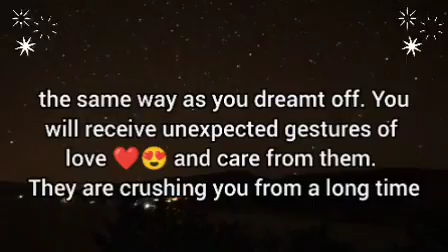 the same way as you dreamt off. You
will receive unexpected gestures of
love ❤️😍 and care from them.
They are crushing you from a long time